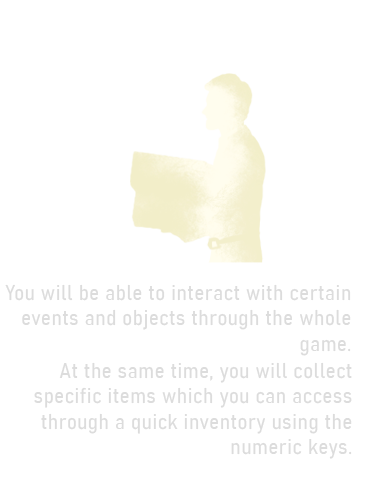 You will be able to interact with certain
events and objects through the whole
game.
At the same time, you will collect
specific items which you can access
through a quick inventory using the
numeric keys.